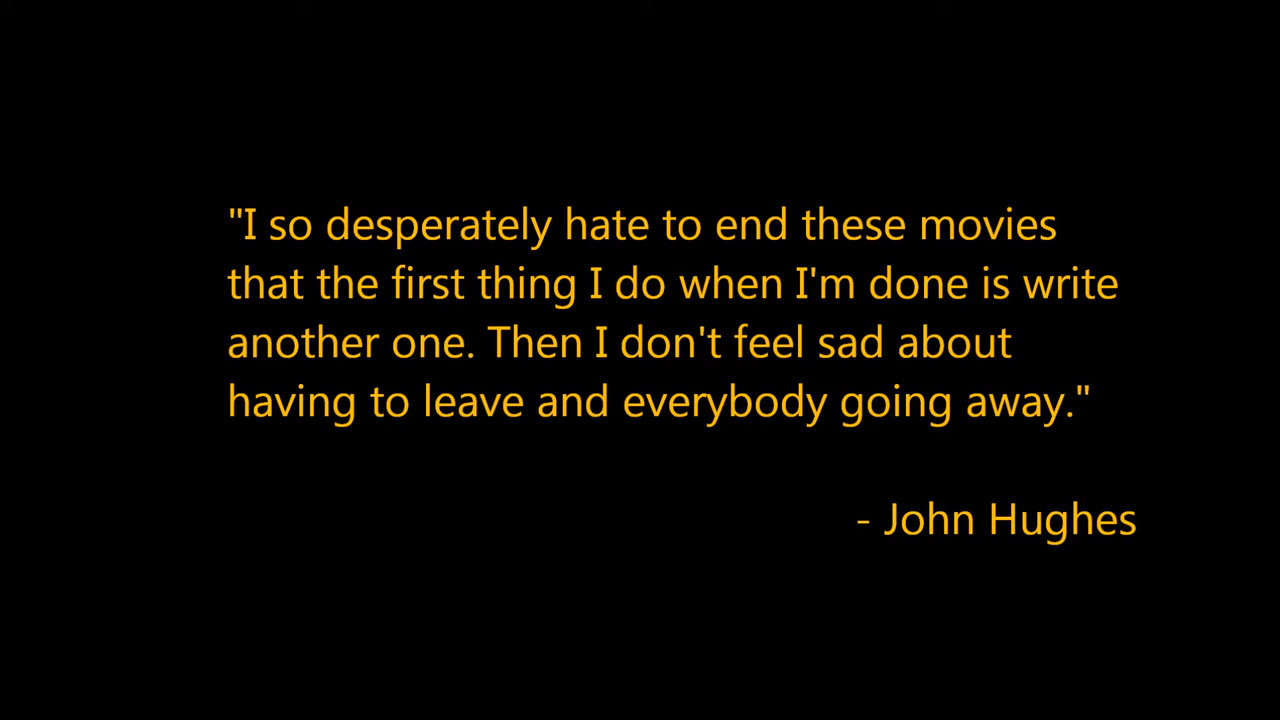 "I so desperately hate to end these movies
that the first thing I do when I'm done is write
another one. Then I don't feel sad about
having to leave and everybody going away."
- John Hughes